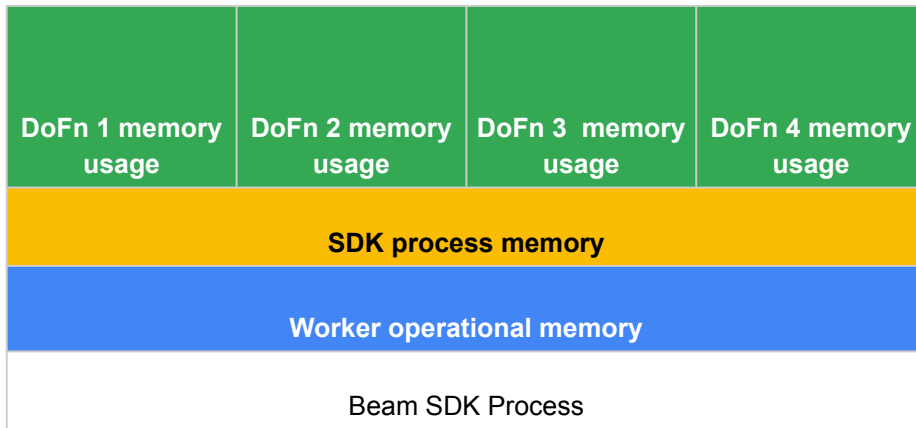 DoFn 1 memory usage
DoFn 2 memory usage
DoFn 3 memory usage
DoFn 4 memory usage
SDK process memory
Worker operational memory
Beam SDK Process